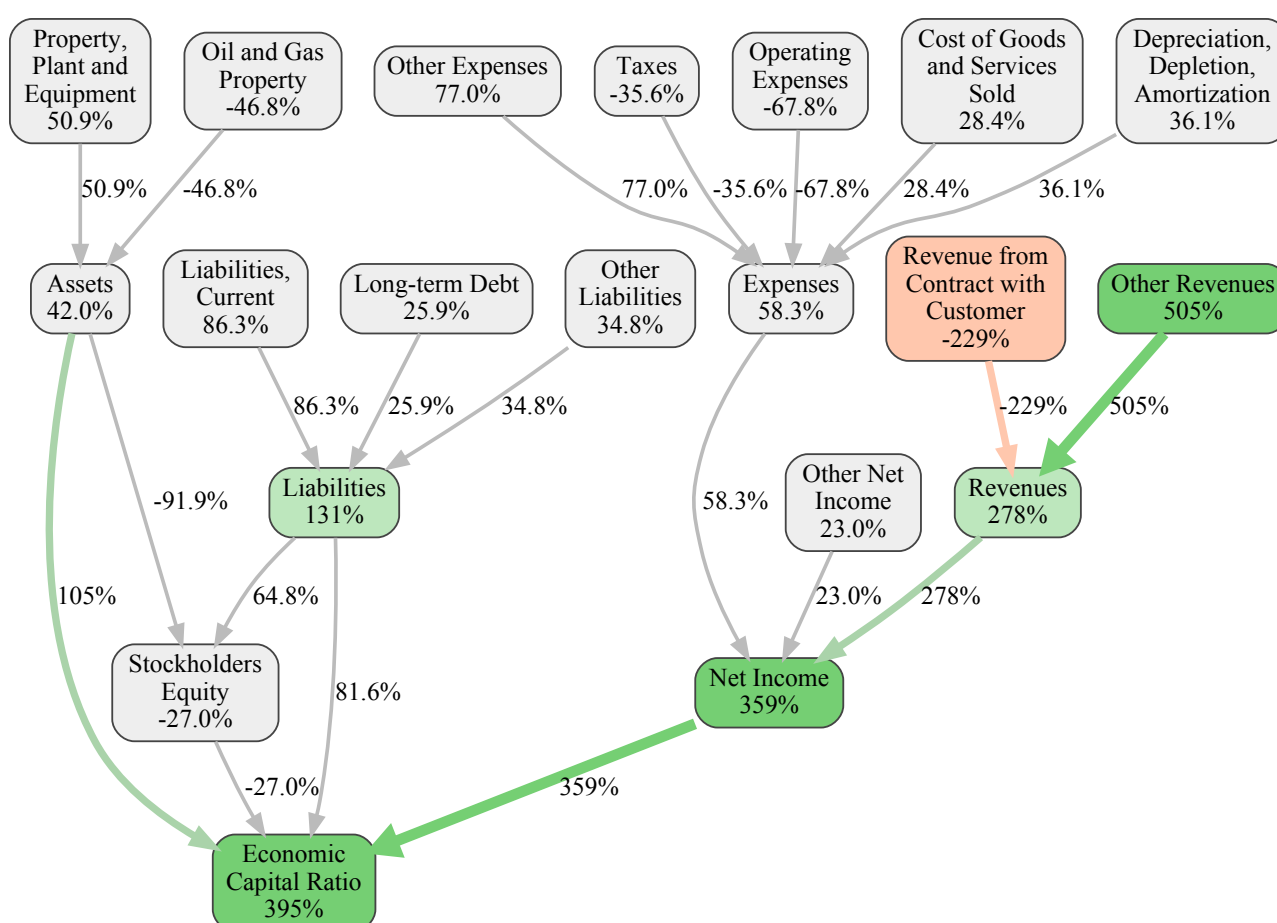 Property,
Plant and
Equipment
50.9%
Oil and Gas
Property
-46.8%
Other Expenses
77.0%
Taxes
-35.6%
Operating
Expenses
-67.8%
Cost of Goods
and Services
Sold
28.4%
Depreciation,
Depletion,
Amortization
36.1%
50.9%
-46.8%
77.0%
-35.6%
-67.8%
28.4%
36.1%
Assets
42.0%
Liabilities,
Current
86.3%
Long-term Debt
25.9%
Other
Liabilities
34.8%
Expenses
58.3%
Revenue from
Contract with
Customer
-229%
Other Revenues
505%
86.3%
25.9%
34.8%
-229%
505%
-91.9%
Liabilities
131%
58.3%
Other Net
Income
23.0%
Revenues
278%
105%
64.8%
23.0%
278%
Stockholders
Equity
-27.0%
81.6%
Net Income
359%
-27.0%
359%
Economic
Capital Ratio
395%